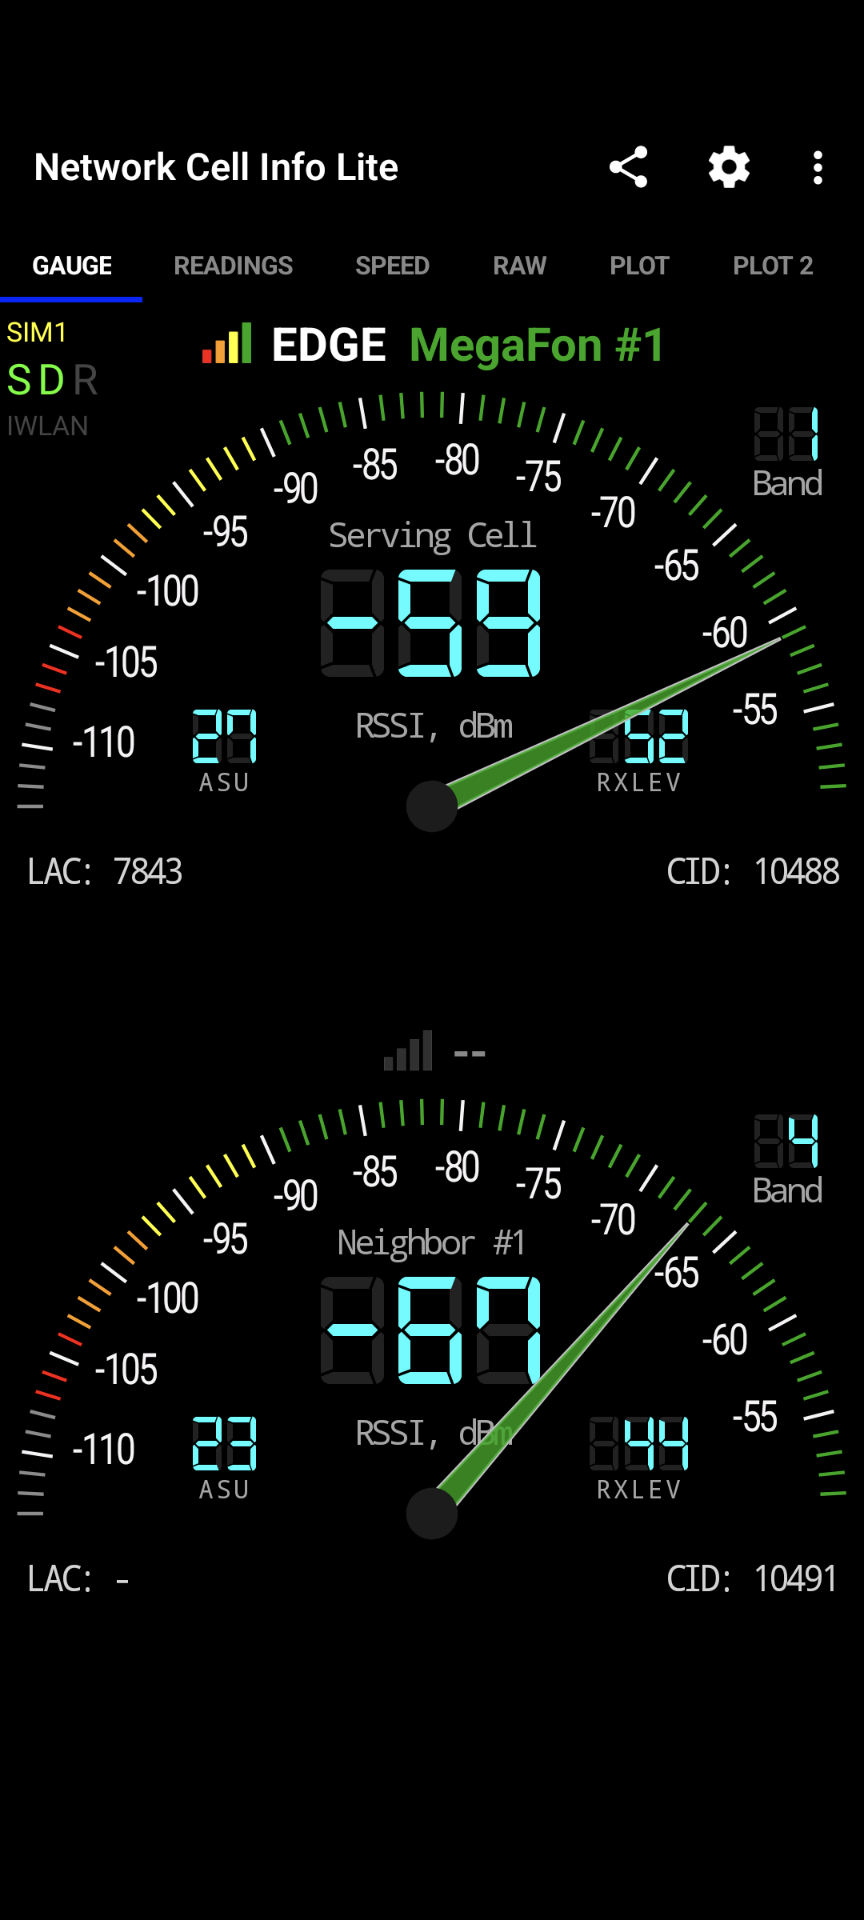 Network Cell Info Lite
GAUGE READINGS SPEED RAW PLOT PLOT 2
SIM1
EDGE MegaFon #1
S D R
IWLAN
1
Band
-110 -105 -100 -95 -90 -85 -80 -75 -70 -65 -60 -55
Serving Cell
-59
RSSI, dBm
27
ASU
52
RXLEV
LAC: 7843
CID: 10488
--
4
Band
-110 -105 -100 -95 -90 -85 -80 -75 -70 -65 -60 -55
Neighbor #1
-67
RSSI, dBm
23
ASU
44
RXLEV
LAC: -
CID: 10491